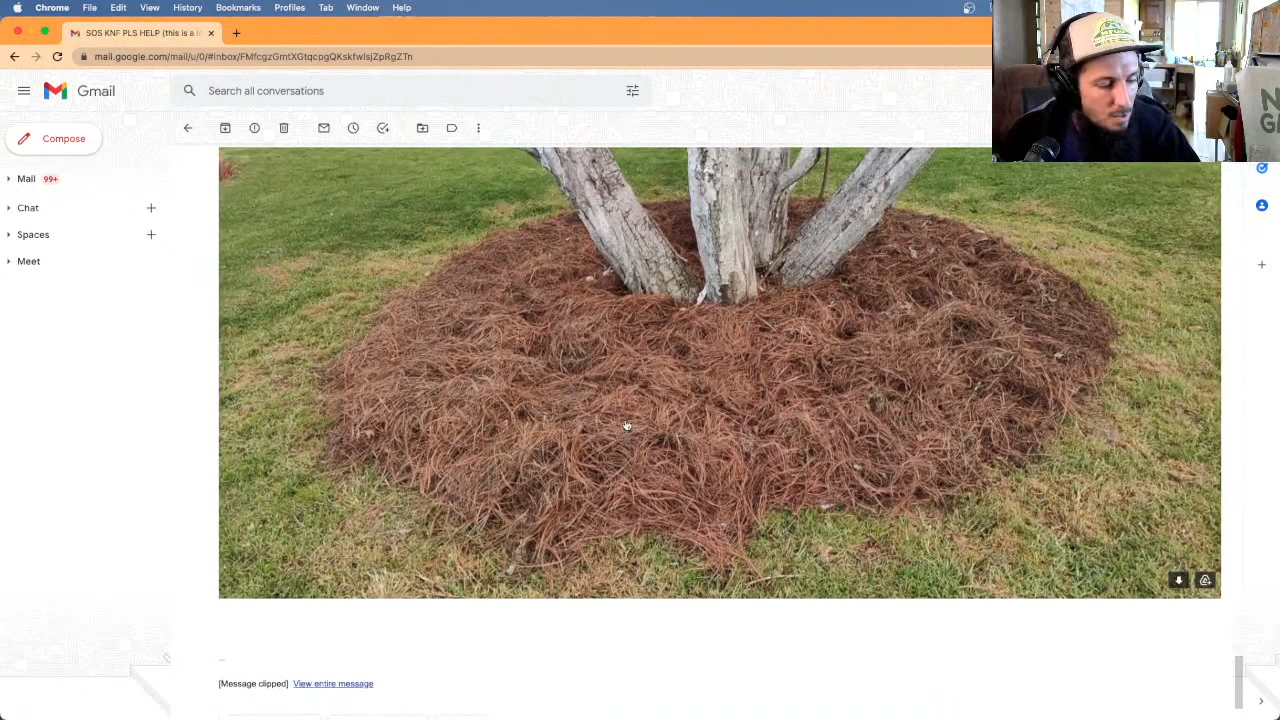 Chrome File Edit View History Bookmarks Profiles Tab Window Help
SOS KNF PLS HELP (this is a l
mail.google.com/mail/u/0/#inbox/FMfcgzGmtXGtqcpgQKskfwlsjZpRgZTn
Gmail
Search all conversations
Compose
Mail 99+
Chat
Spaces
Meet
[Message clipped] View entire message